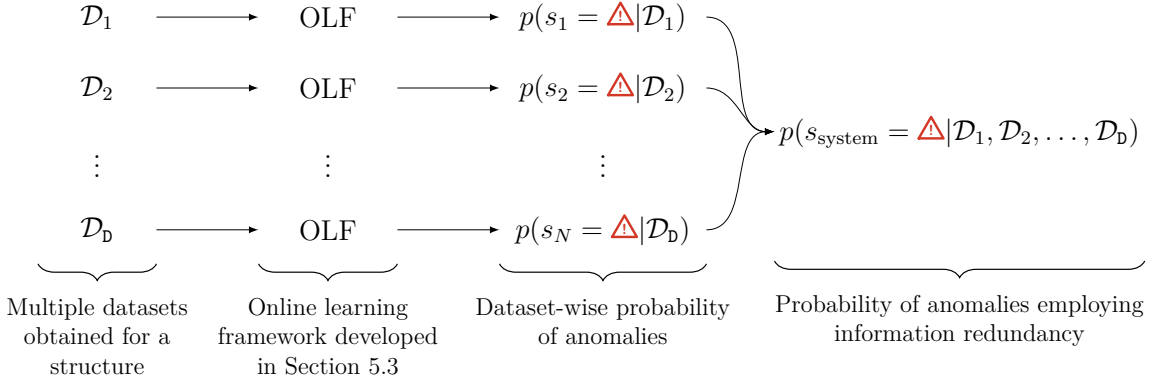 𝒟₁ OLF p(s₁ = ⚠|𝒟₁)
𝒟₂ OLF p(s₂ = ⚠|𝒟₂)
p(s_system = ⚠|𝒟₁, 𝒟₂, . . . , 𝒟_D)
⋮ ⋮ ⋮
𝒟_D OLF p(s_N = ⚠|𝒟_D)
Multiple datasets
obtained for a
structure
Online learning
framework developed
in Section 5.3
Dataset-wise probability
of anomalies
Probability of anomalies employing
information redundancy